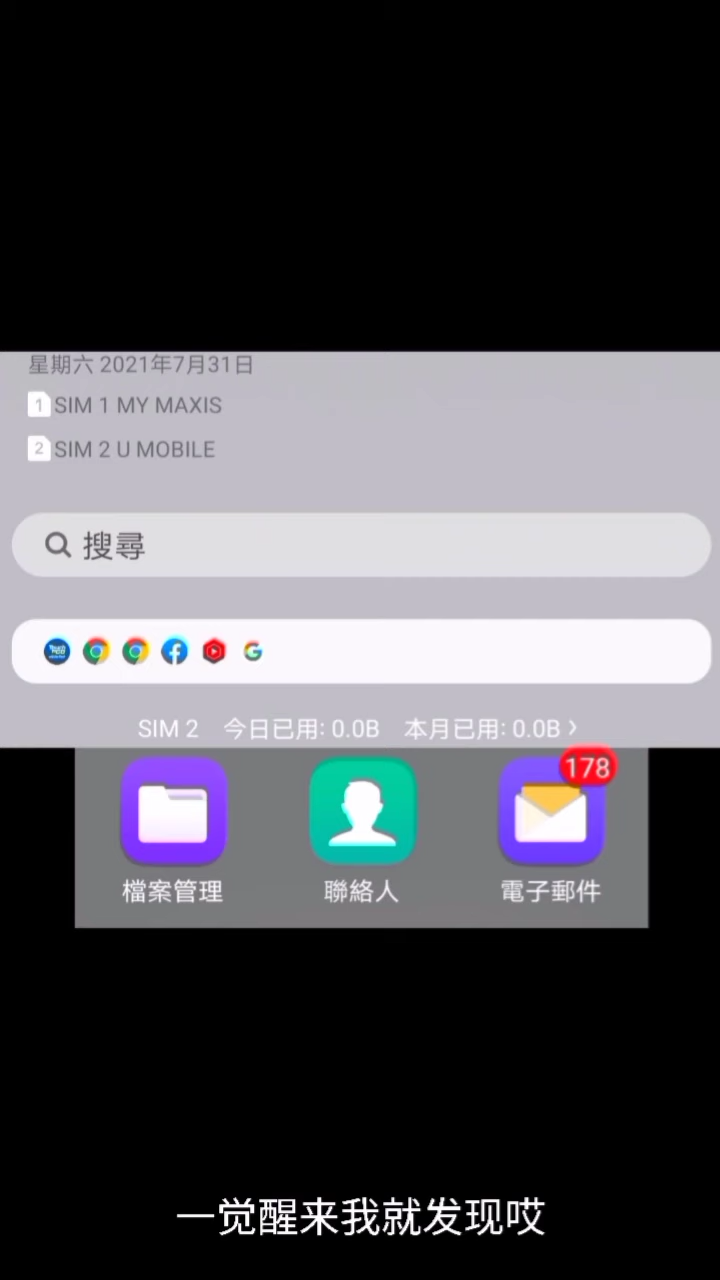 星期六 2021年7月31日
1 SIM 1 MY MAXIS
2 SIM 2 U MOBILE
搜尋
SIM 2 今日已用: 0.0B 本月已用: 0.0B
178
檔案管理 聯絡人 電子郵件
一觉醒来我就发现哎